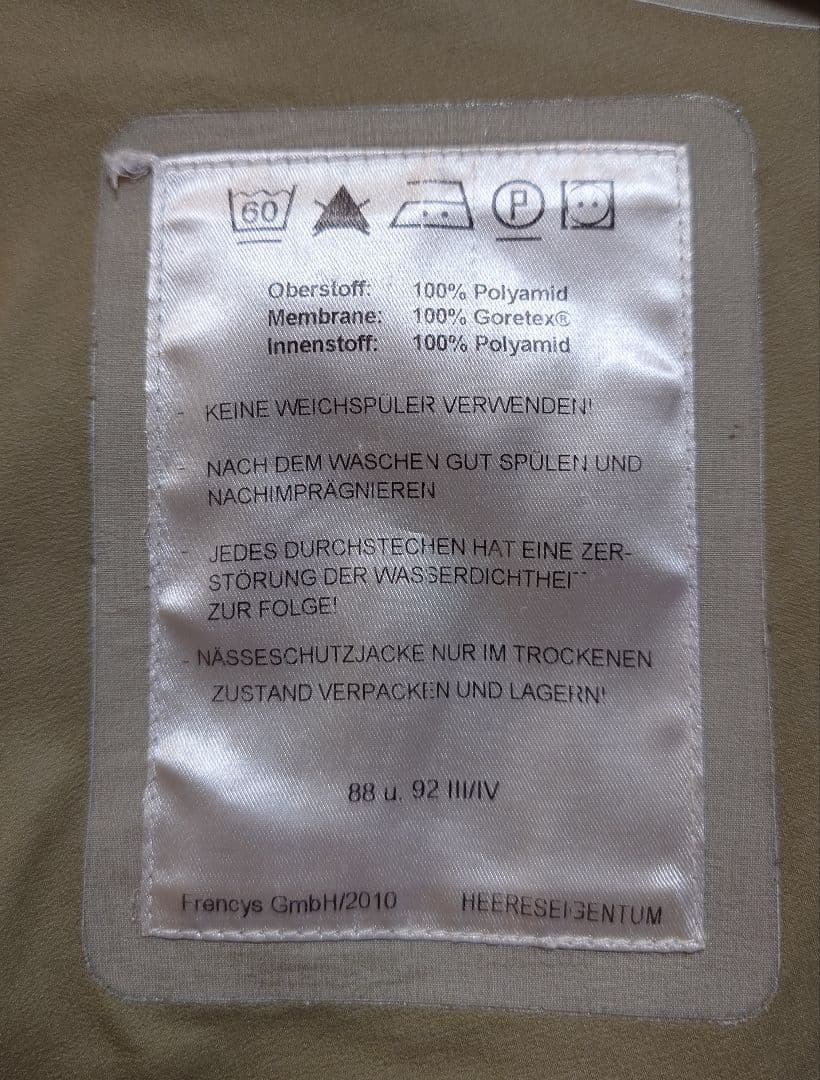 60 P
Oberstoff: 100% Polyamid
Membrane: 100% Goretex®
Innenstoff: 100% Polyamid
- KEINE WEICHSPÜLER VERWENDEN!
- NACH DEM WASCHEN GUT SPÜLEN UND
NACHIMPRÄGNIEREN
- JEDES DURCHSTECHEN HAT EINE ZER-
STÖRUNG DER WASSERDICHTHEIT
ZUR FOLGE!
- NÄSSESCHUTZJACKE NUR IM TROCKENEN
ZUSTAND VERPACKEN UND LAGERN!
88 u. 92 III/IV
Frencys GmbH/2010 HEERESEIGENTUM